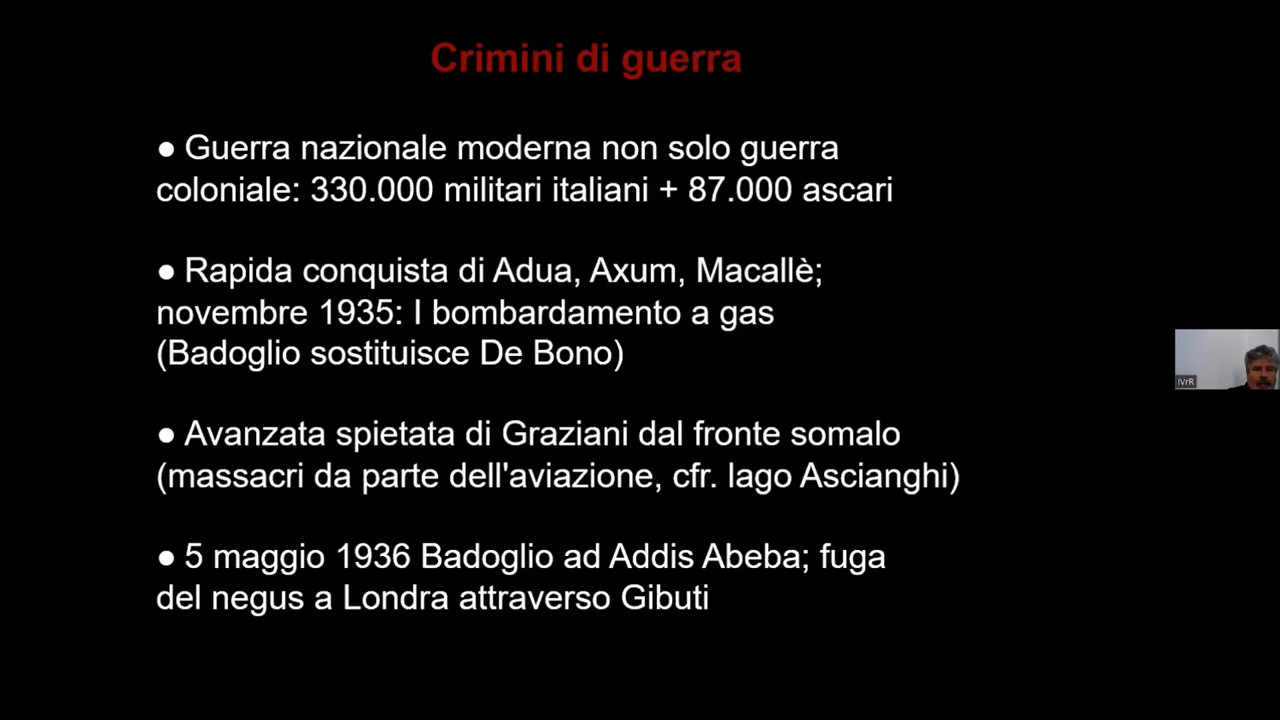 Crimini di guerra
● Guerra nazionale moderna non solo guerra
coloniale: 330.000 militari italiani + 87.000 ascari
● Rapida conquista di Adua, Axum, Macallè;
novembre 1935: I bombardamento a gas
(Badoglio sostituisce De Bono)
● Avanzata spietata di Graziani dal fronte somalo
(massacri da parte dell'aviazione, cfr. lago Ascianghi)
● 5 maggio 1936 Badoglio ad Addis Abeba; fuga
del negus a Londra attraverso Gibuti
IVrR